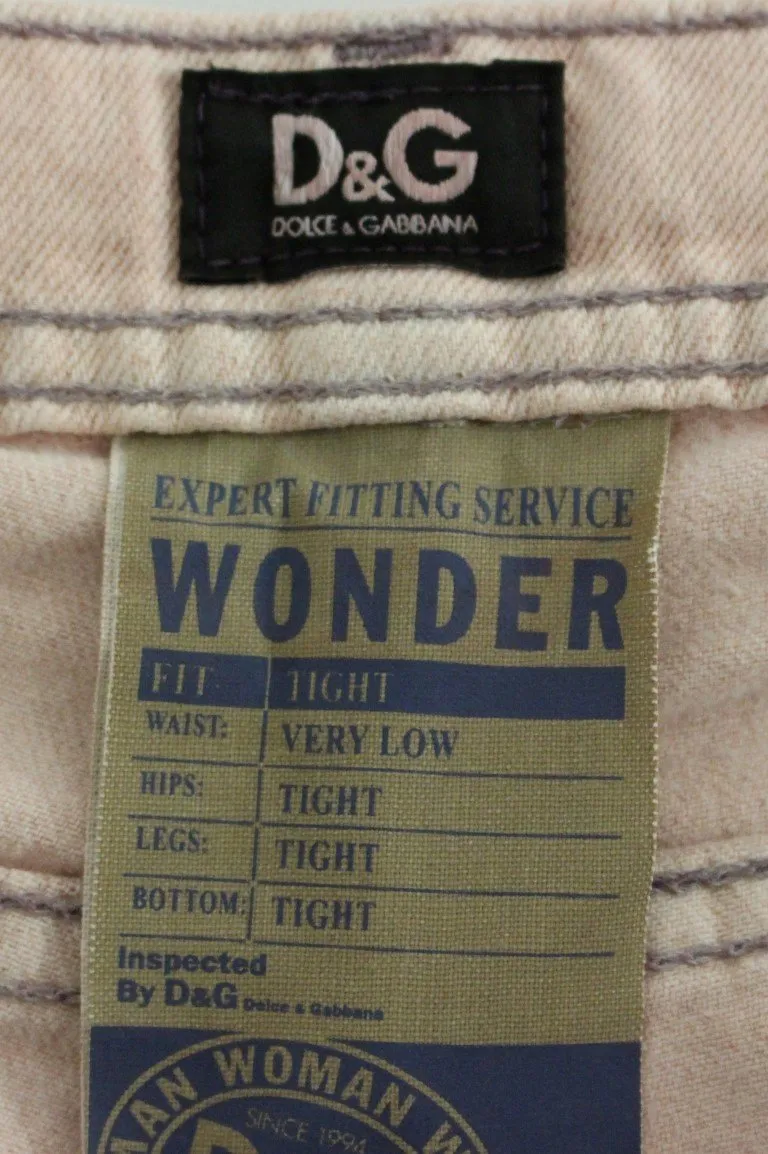 D&G
DOLCE & GABBANA
EXPERT FITTING SERVICE
WONDER
FIT TIGHT
WAIST: VERY LOW
HIPS: TIGHT
LEGS: TIGHT
BOTTOM: TIGHT
Inspected
By D&G Dolce & Gabbana
MAN WOMAN W
SINCE 1994